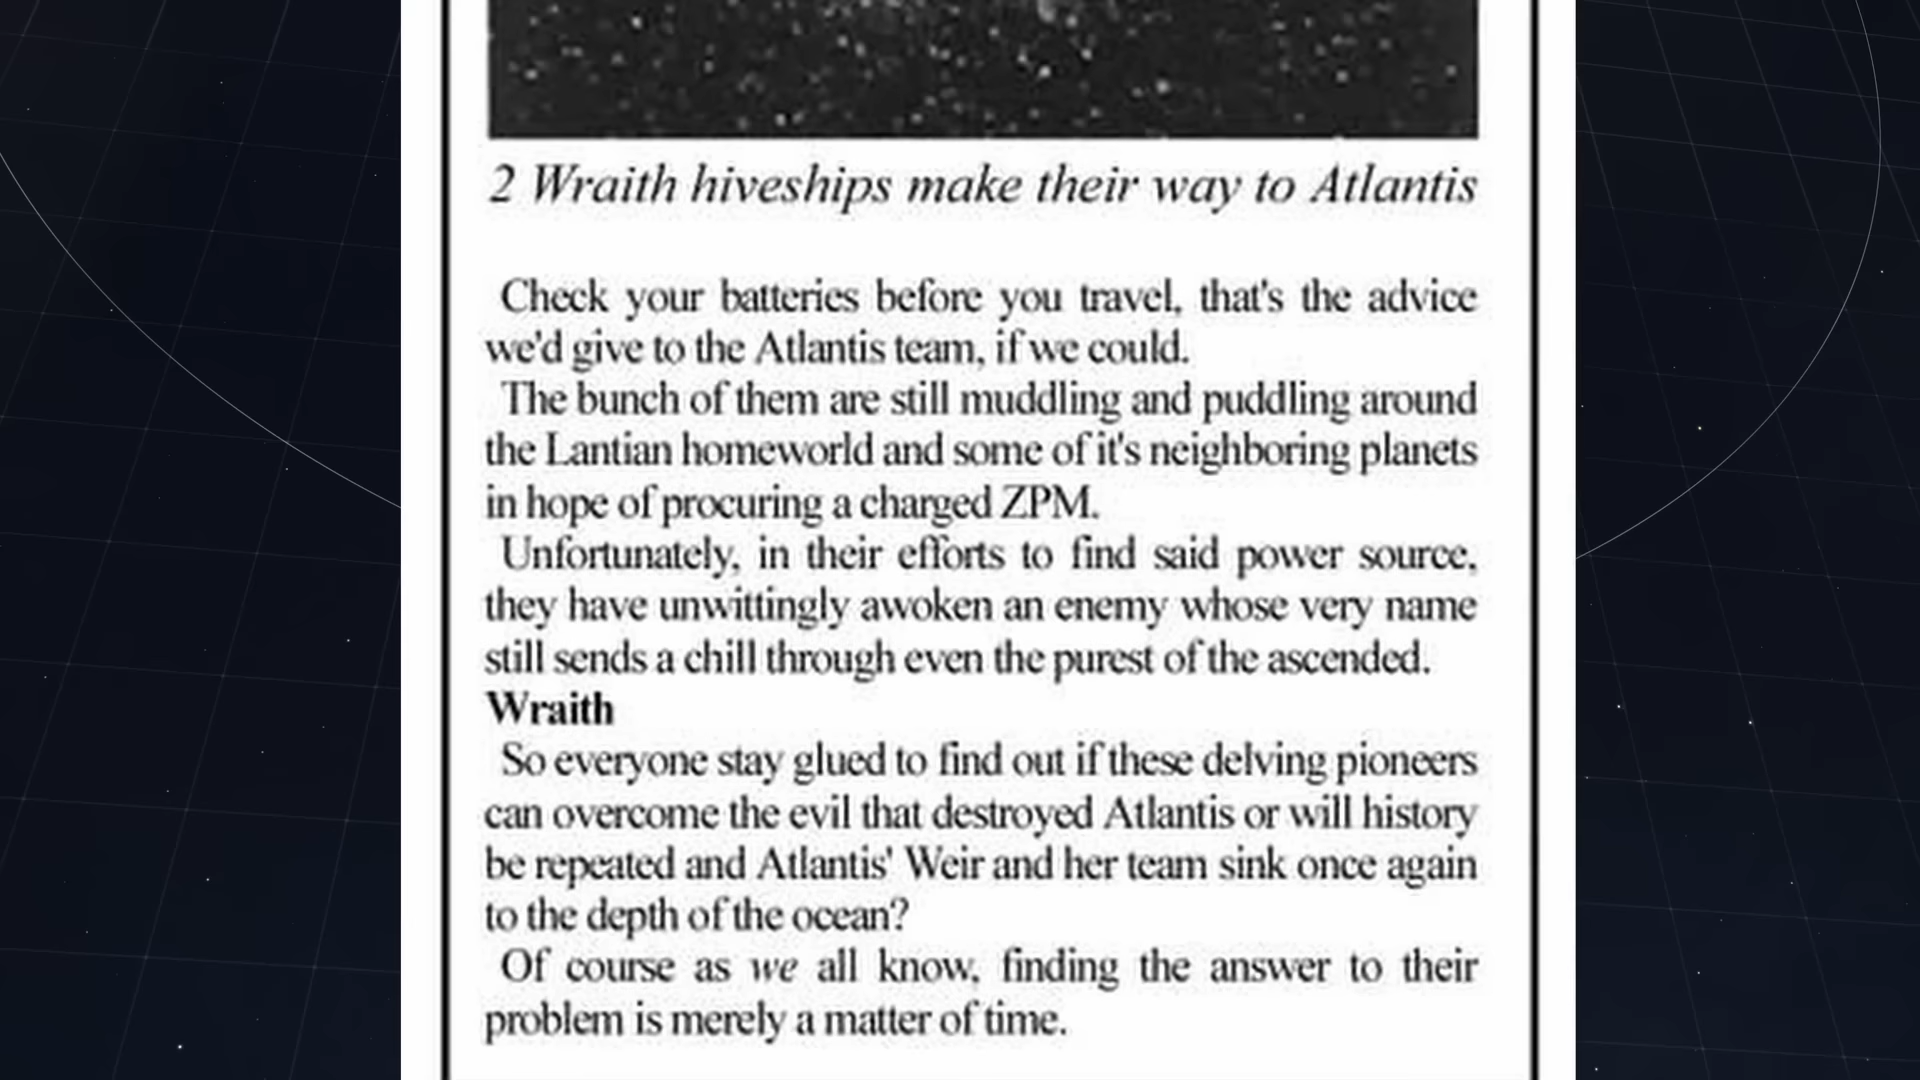 2 Wraith hiveships make their way to Atlantis
Check your batteries before you travel, that's the advice
we'd give to the Atlantis team, if we could.
The bunch of them are still muddling and puddling around
the Lantian homeworld and some of it's neighboring planets
in hope of procuring a charged ZPM.
Unfortunately, in their efforts to find said power source,
they have unwittingly awoken an enemy whose very name
still sends a chill through even the purest of the ascended.
Wraith
So everyone stay glued to find out if these delving pioneers
can overcome the evil that destroyed Atlantis or will history
be repeated and Atlantis' Weir and her team sink once again
to the depth of the ocean?
Of course as we all know, finding the answer to their
problem is merely a matter of time.